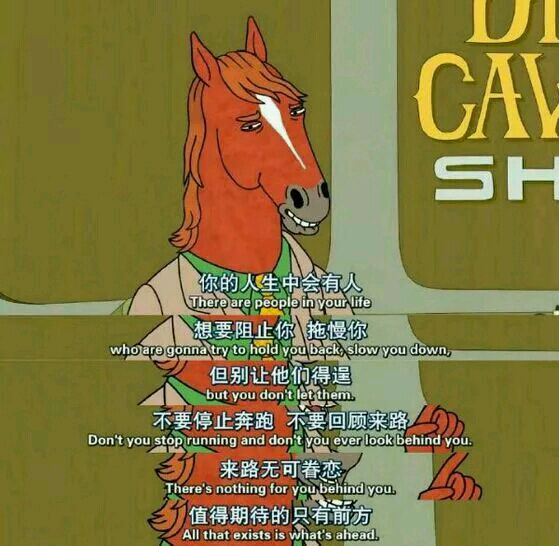 DI
CAV
SH
你的人生中会有人
There are people in your life
想要阻止你 拖慢你
who are gonna try to hold you back, slow you down,
但别让他们得逞
but you don't let them.
不要停止奔跑 不要回顾来路
Don't you stop running and don't you ever look behind you.
来路无可眷恋
There's nothing for you behind you.
值得期待的只有前方
All that exists is what's ahead.